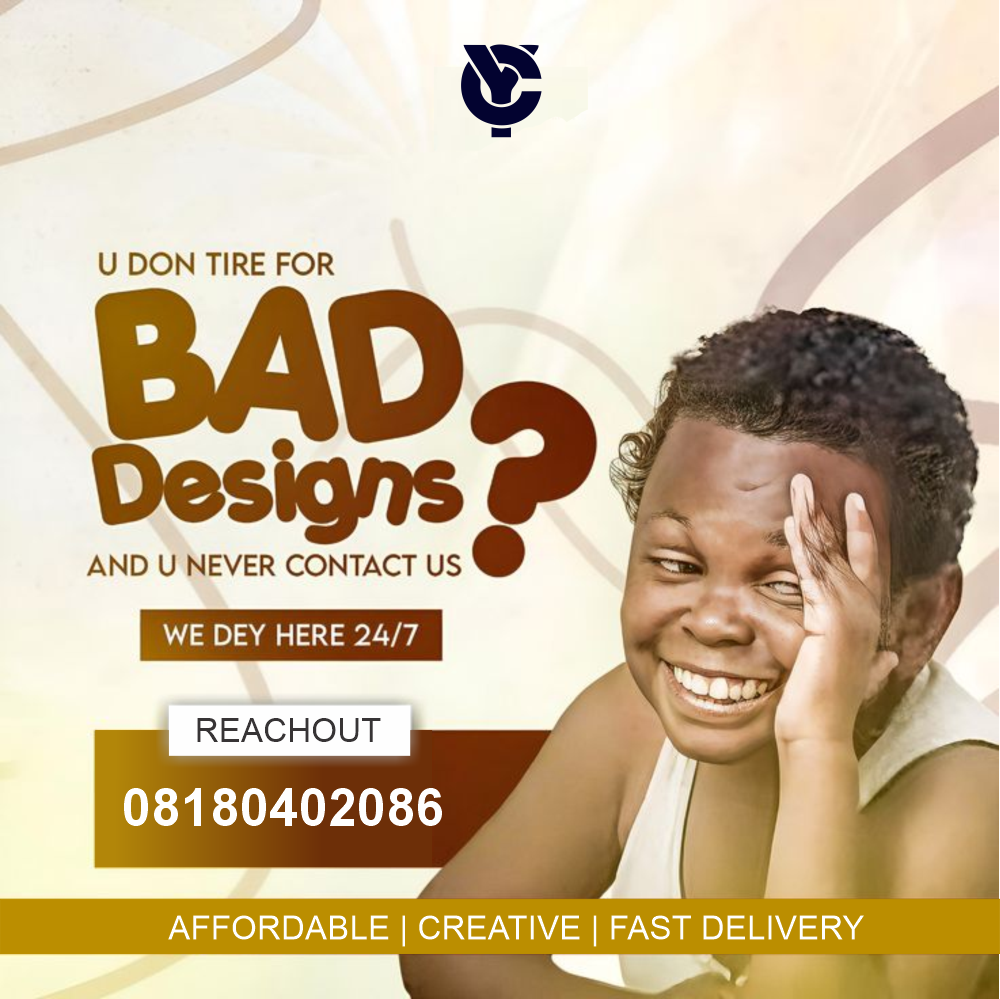 U DON TIRE FOR
BAD
Designs?
AND U NEVER CONTACT US
WE DEY HERE 24/7
REACHOUT
08180402086
AFFORDABLE | CREATIVE | FAST DELIVERY